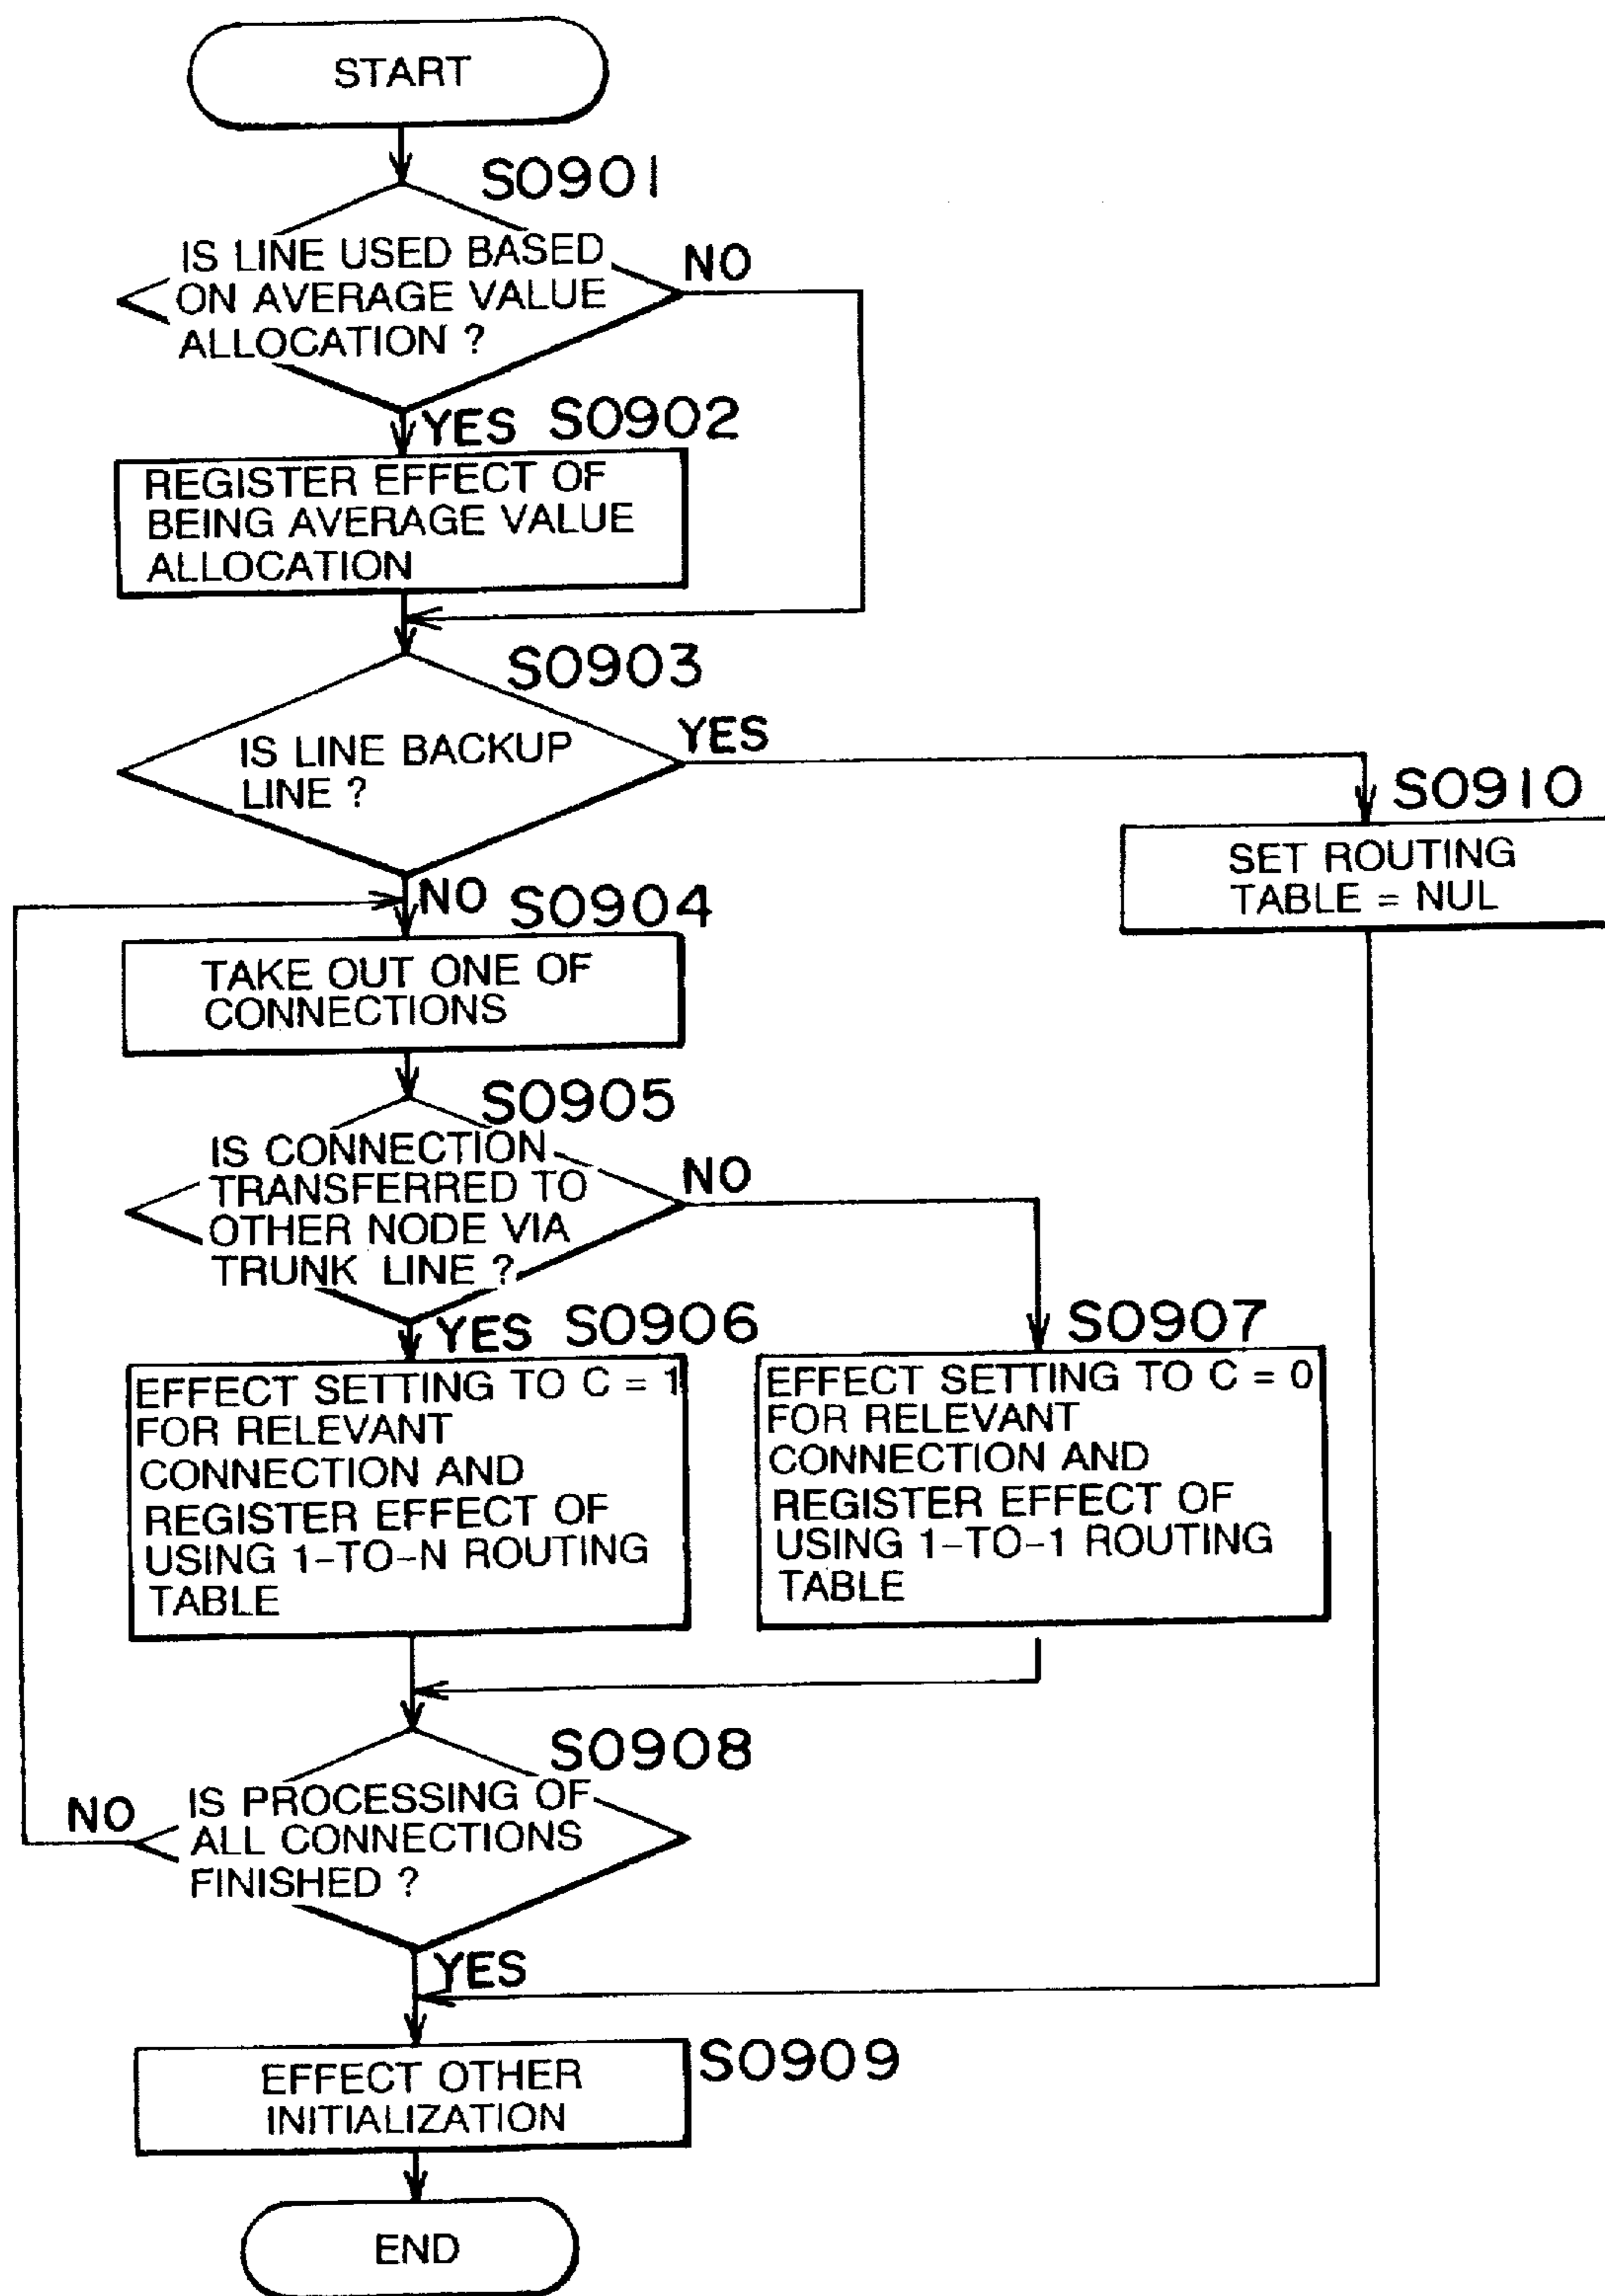 START
S0901
IS LINE USED BASED
ON AVERAGE VALUE
ALLOCATION ?
NO
YES
S0902
REGISTER EFFECT OF
BEING AVERAGE VALUE
ALLOCATION
S0903
IS LINE BACKUP
LINE ?
YES
S0910
SET ROUTING
TABLE = NUL
NO
S0904
TAKE OUT ONE OF
CONNECTIONS
S0905
IS CONNECTION
TRANSFERRED TO
OTHER NODE VIA
TRUNK LINE ?
NO
YES
S0906
EFFECT SETTING TO C = 1
FOR RELEVANT
CONNECTION AND
REGISTER EFFECT OF
USING 1-TO-N ROUTING
TABLE
S0907
EFFECT SETTING TO C = 0
FOR RELEVANT
CONNECTION AND
REGISTER EFFECT OF
USING 1-TO-1 ROUTING
TABLE
S0908
IS PROCESSING OF
ALL CONNECTIONS
FINISHED ?
NO
YES
S0909
EFFECT OTHER
INITIALIZATION
END